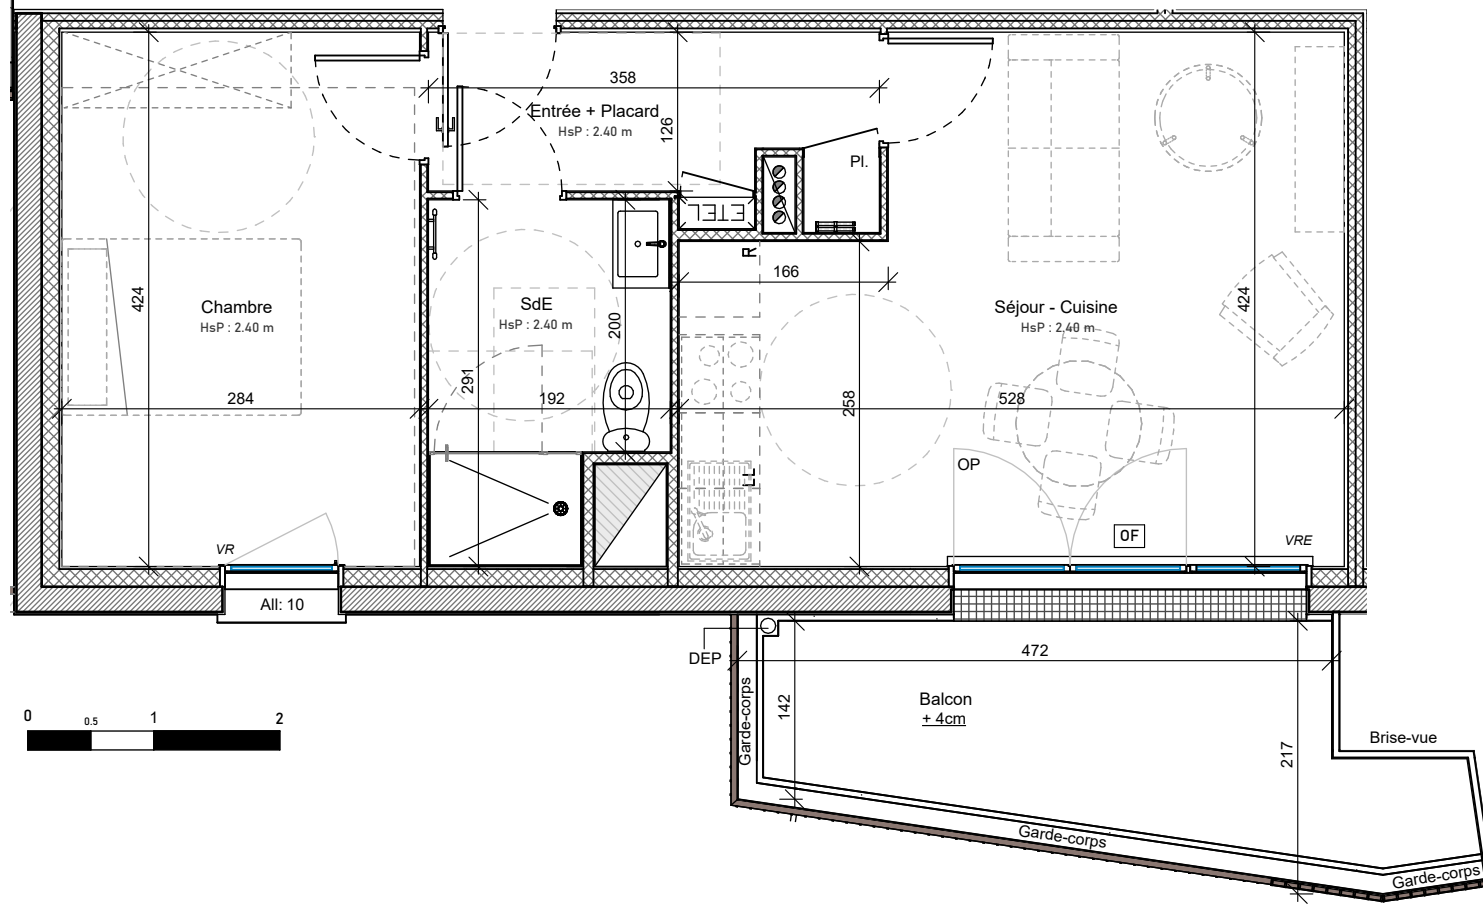 358
Entrée + Placard
HsP : 2.40 m
126
Pl.
ETEL
R
166
424
Chambre
HsP : 2.40 m
284
SdE
HsP : 2.40 m
200
291
192
Séjour - Cuisine
HsP : 2.40 m
424
258
528
LL
OP
OF
VR
VRE
All: 10
DEP
472
Garde-corps
142
Balcon
+ 4cm
217
Brise-vue
Garde-corps
Garde-corps
0
0.5
1
2